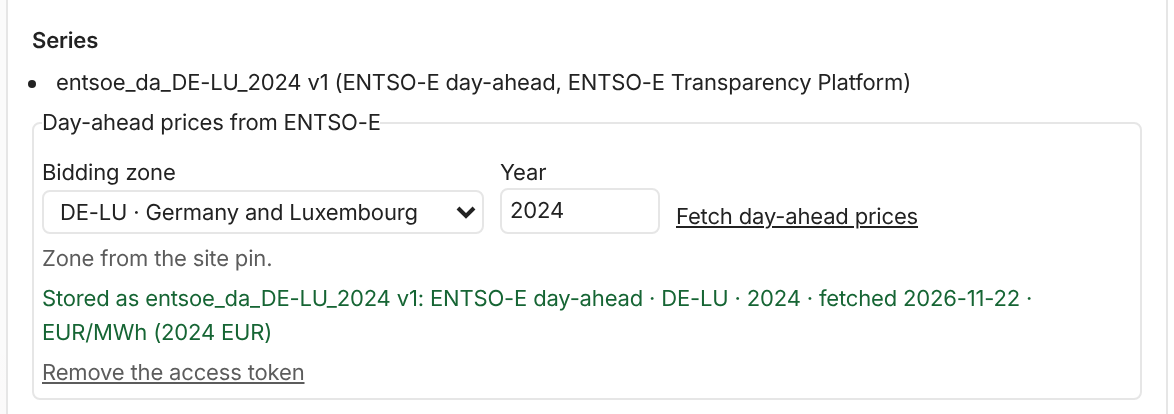 Series
• entsoe_da_DE-LU_2024 v1 (ENTSO-E day-ahead, ENTSO-E Transparency Platform)
Day-ahead prices from ENTSO-E
Bidding zone Year
DE-LU · Germany and Luxembourg 2024 Fetch day-ahead prices
Zone from the site pin.
Stored as entsoe_da_DE-LU_2024 v1: ENTSO-E day-ahead · DE-LU · 2024 · fetched 2026-11-22 ·
EUR/MWh (2024 EUR)
Remove the access token